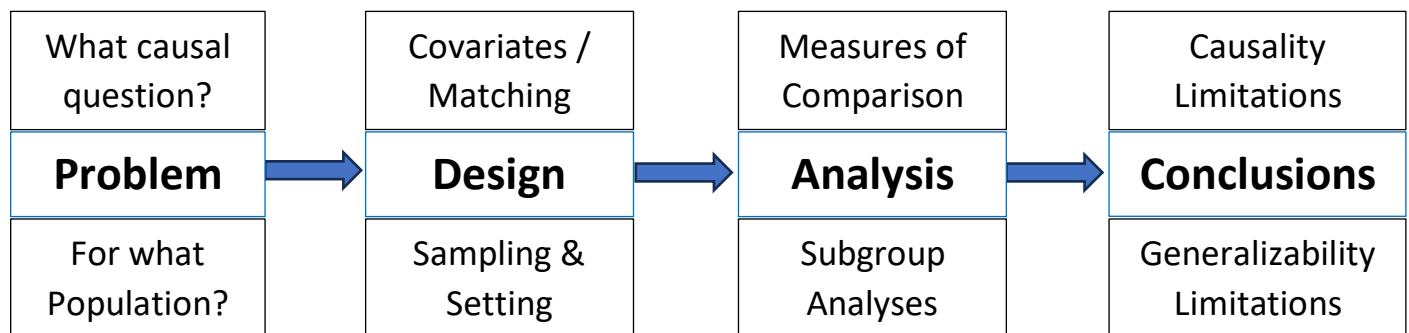 What causal
question?
Problem
For what
Population?
Covariates /
Matching
Design
Sampling &
Setting
Measures of
Comparison
Analysis
Subgroup
Analyses
Causality
Limitations
Conclusions
Generalizability
Limitations